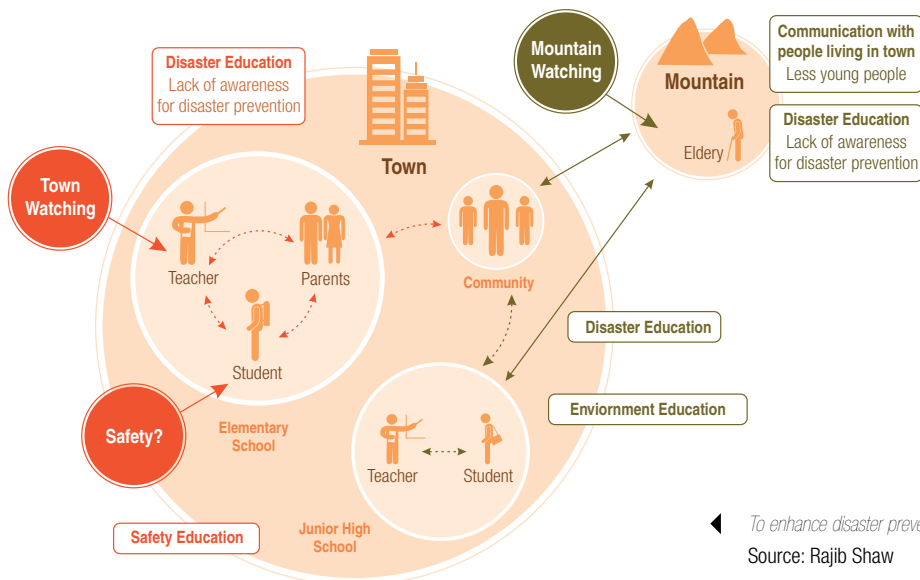 Disaster Education
Lack of awareness
for disaster prevention
Town
Mountain
Watching
Mountain
Eldery
Communication with
people living in town
Less young people
Disaster Education
Lack of awareness
for disaster prevention
Town
Watching
Teacher
Parents
Student
Community
Safety?
Elementary
School
Disaster Education
Enviornment Education
Teacher
Student
Safety Education
Junior High
School
To enhance disaster
Source: Rajib Shaw